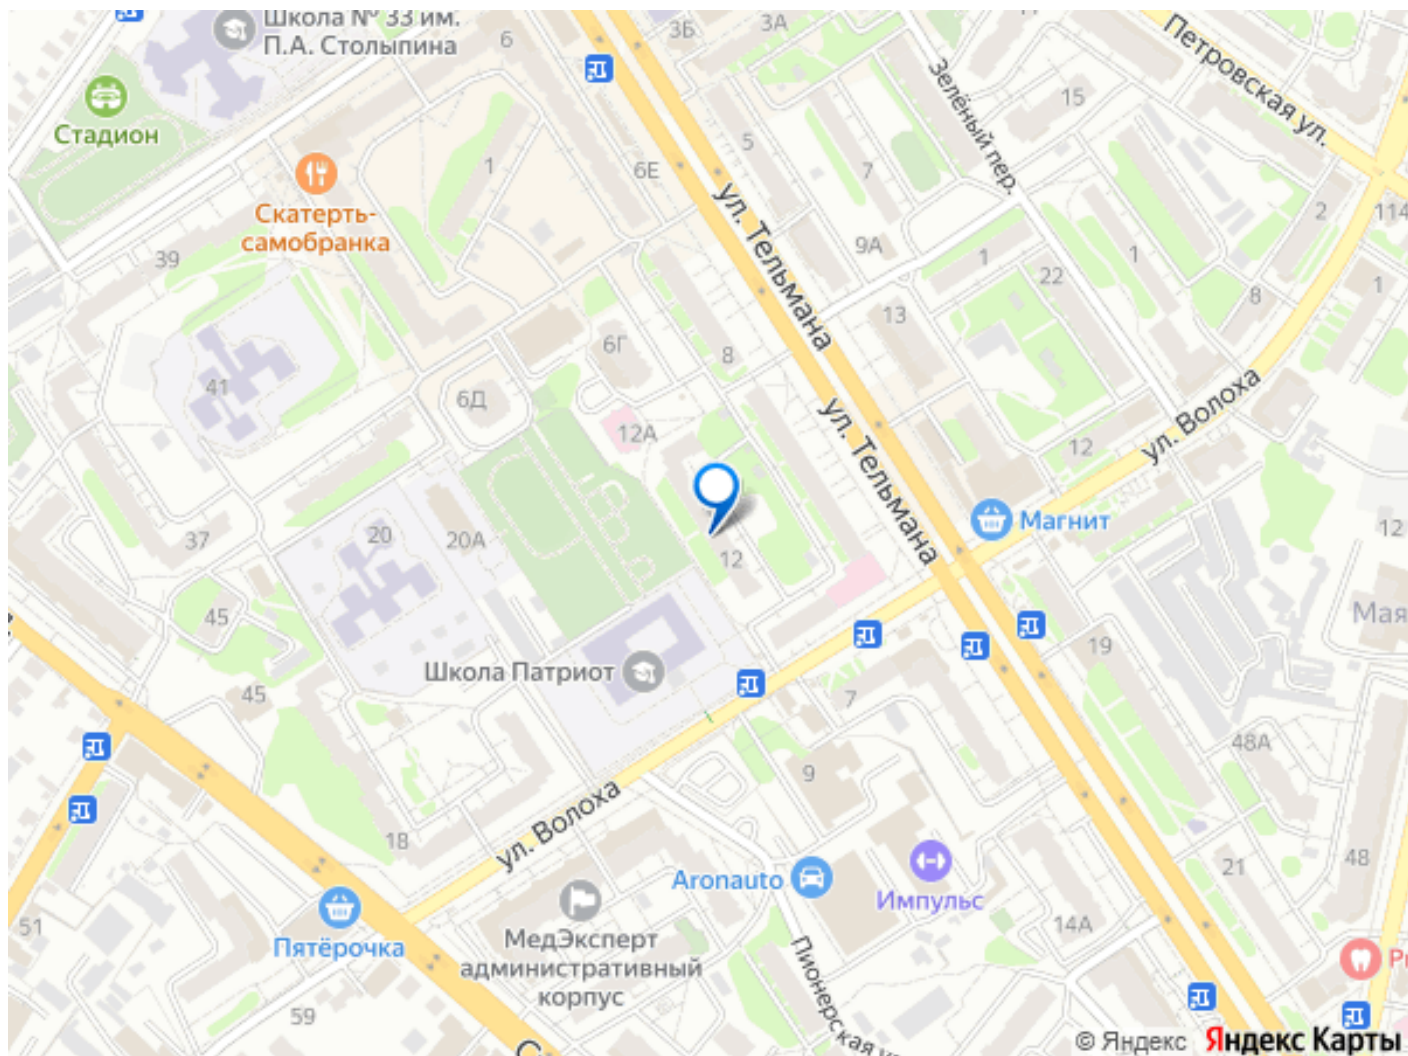 Школа № 33 им.
П.А. Столыпина
6
3Б
3А
Петровская ул.
Зелёный пер.
15
Стадион
1
6Е
5
7
ул. Тельмана
2
114
Скатерть-
самобранка
39
9А
1
22
1
8
1
13
6Г
8
41
6Д
12А
ул. Тельмана
12
ул. Волоха
Магнит
12
37
20
20А
12
45
Мая
19
Школа Патриот
45
7
48А
9
18
ул. Волоха
Aronauto
Импульс
21
48
51
Пятёрочка
МедЭксперт
административный
корпус
14А
59
Пионерская
© Яндекс Яндекс Карты